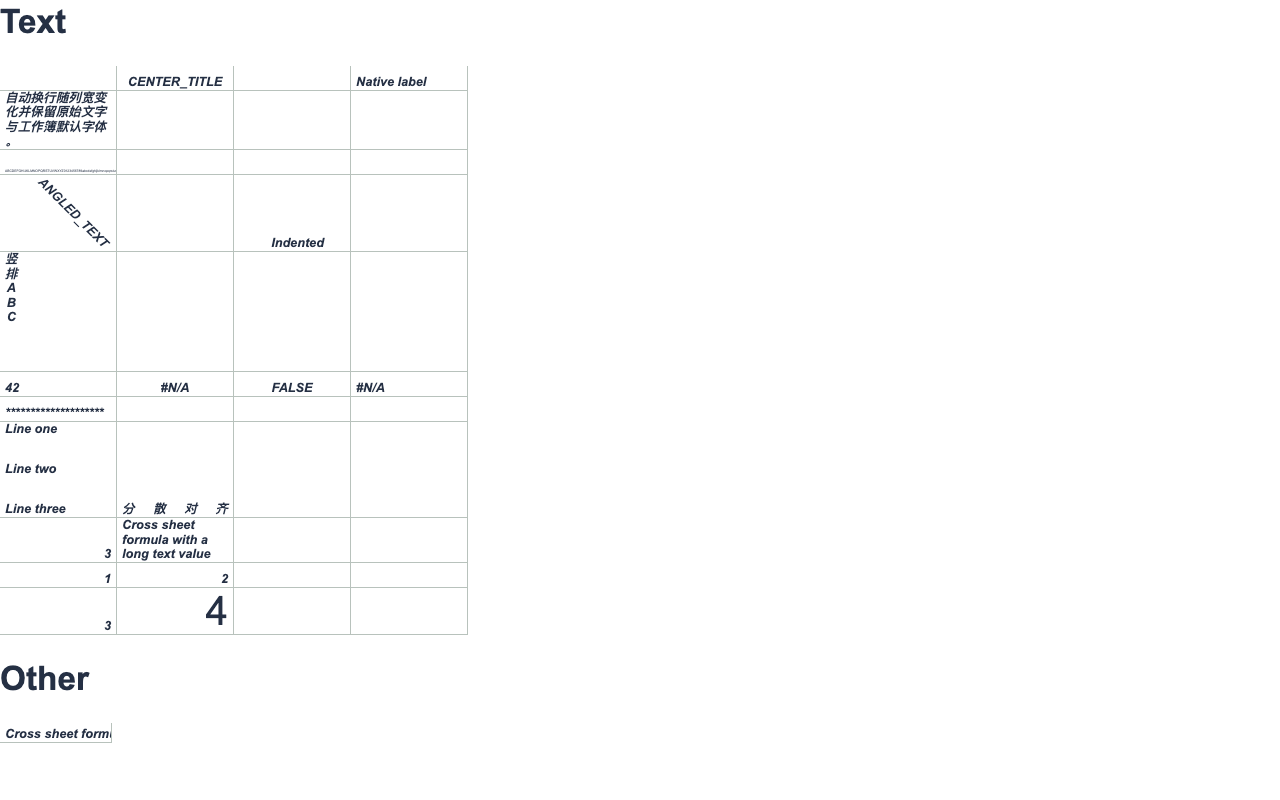 Text
CENTER_TITLE
Native label
自动换行随列宽变
化并保留原始文字
与工作簿默认字体
。
ANGLED_TEXT
Indented
竖
排
A
B
C
42
#N/A
FALSE
#N/A
********************
Line one
Line two
Line three
分 散 对 齐
3
Cross sheet
formula with a
long text value
1
2
3
4
Other
Cross sheet form